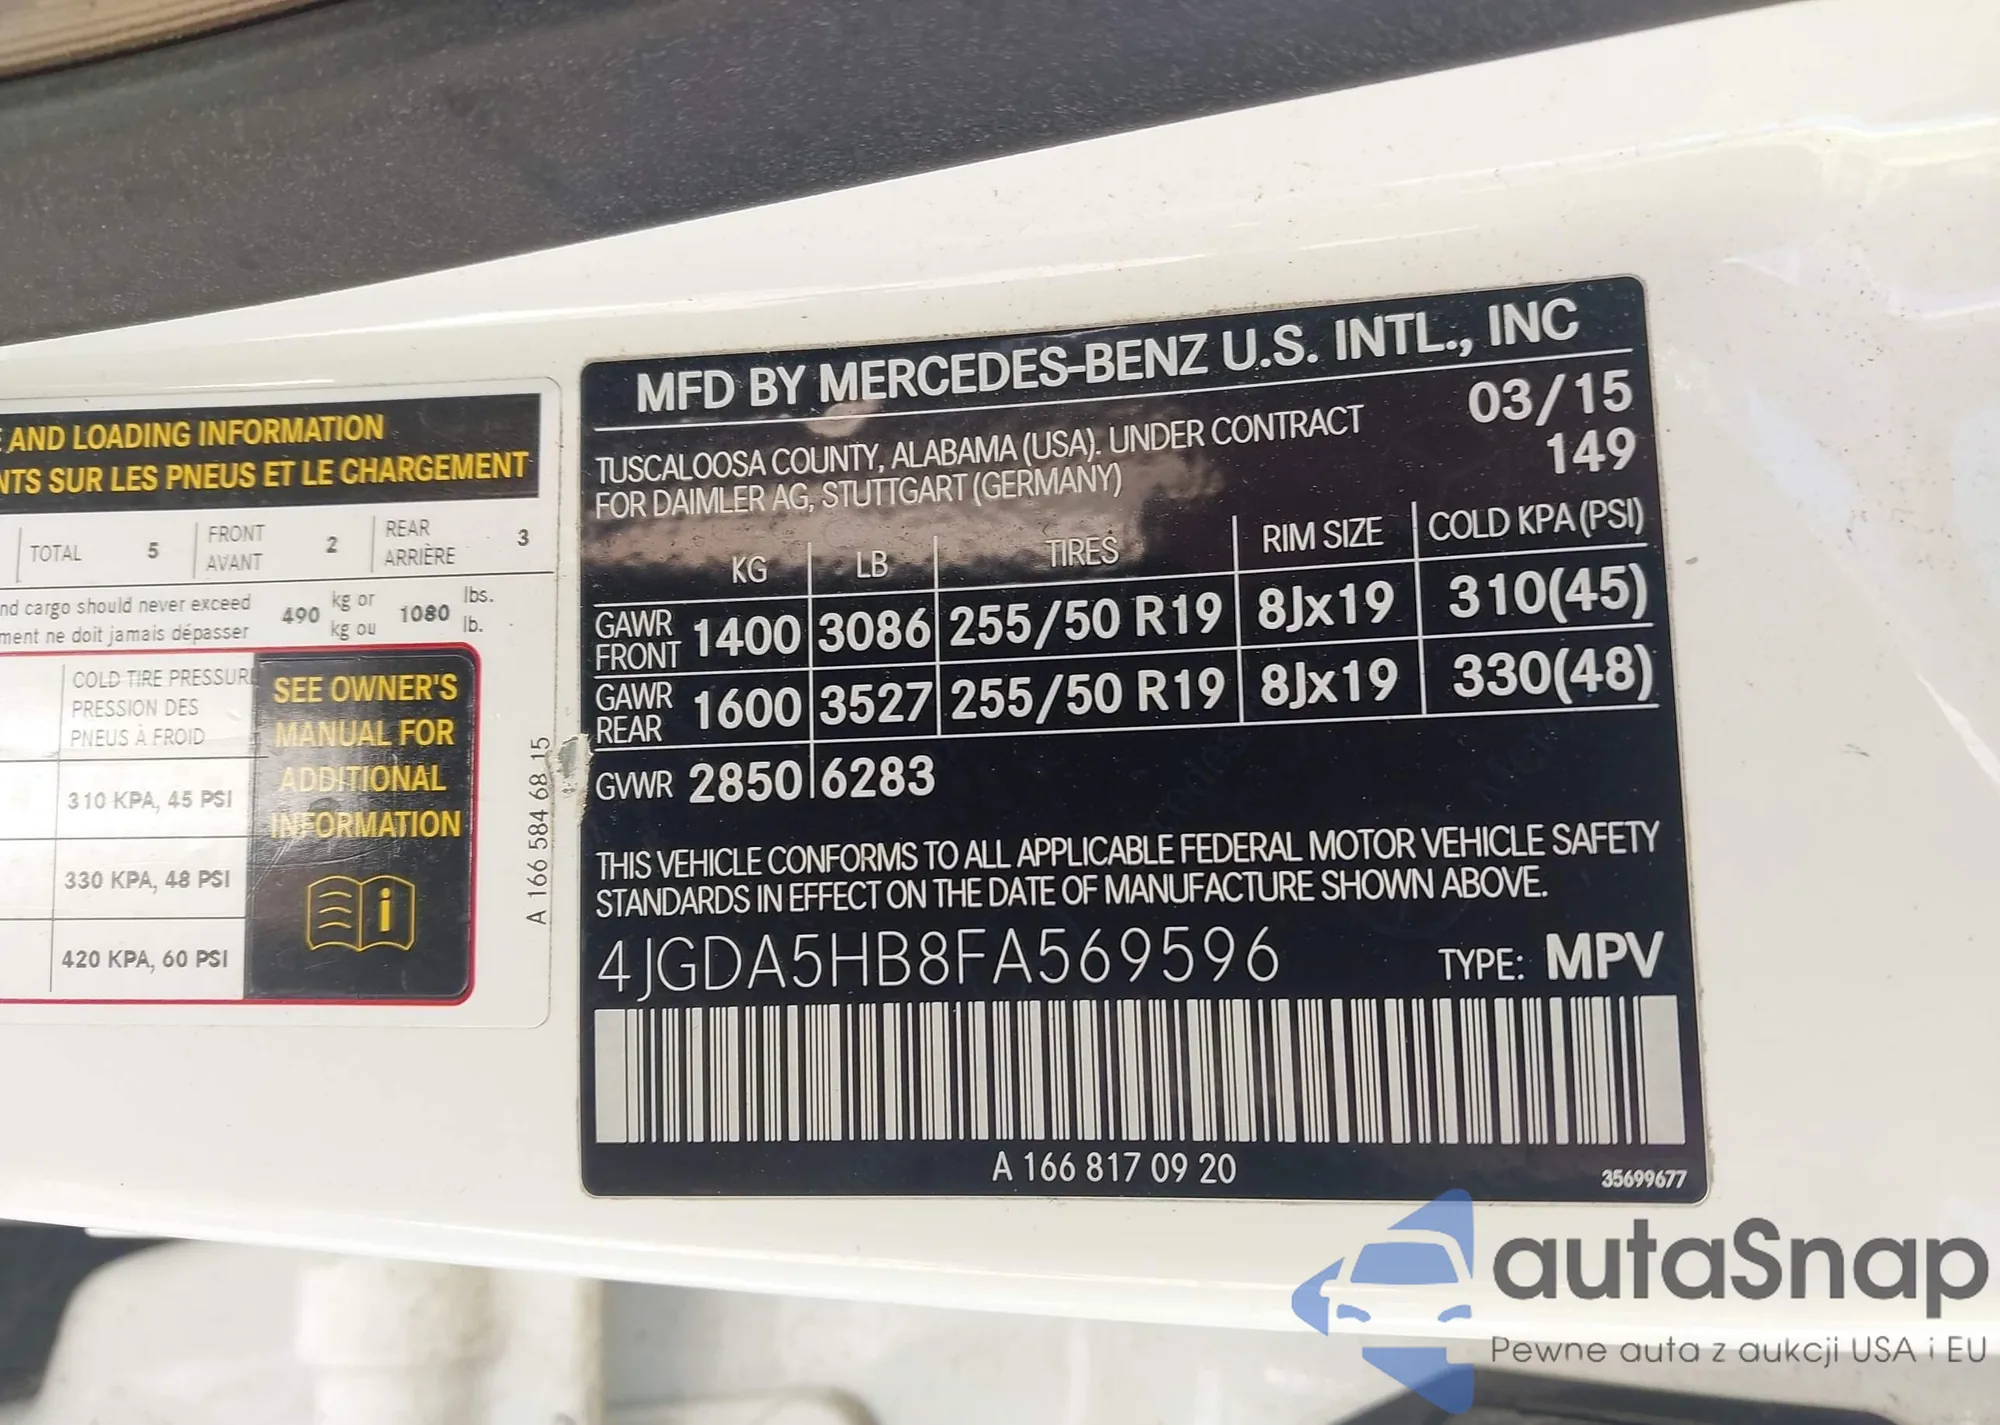 AND LOADING INFORMATION
NTS SUR LES PNEUS ET LE CHARGEMENT
TOTAL 5 FRONT AVANT 2 REAR ARRIÈRE 3
nd cargo should never exceed
ment ne doit jamais dépasser
490 kg or kg ou 1080 lbs. lb.
COLD TIRE PRESSURE
PRESSION DES
PNEUS À FROID
310 KPA, 45 PSI
330 KPA, 48 PSI
420 KPA, 60 PSI
SEE OWNER'S
MANUAL FOR
ADDITIONAL
INFORMATION
i
A 166 584 68 15
MFD BY MERCEDES-BENZ U.S. INTL., INC
TUSCALOOSA COUNTY, ALABAMA (USA). UNDER CONTRACT
FOR DAIMLER AG, STUTTGART (GERMANY)
03/15
149
KG LB TIRES RIM SIZE COLD KPA (PSI)
GAWR FRONT 1400 3086 255/50 R19 8Jx19 310(45)
GAWR REAR 1600 3527 255/50 R19 8Jx19 330(48)
GVWR 2850 6283
THIS VEHICLE CONFORMS TO ALL APPLICABLE FEDERAL MOTOR VEHICLE SAFETY
STANDARDS IN EFFECT ON THE DATE OF MANUFACTURE SHOWN ABOVE.
4JGDA5HB8FA569596 TYPE: MPV
A 166 817 09 20
35699677
autaSnap
Pewne auta z aukcji USA i EU